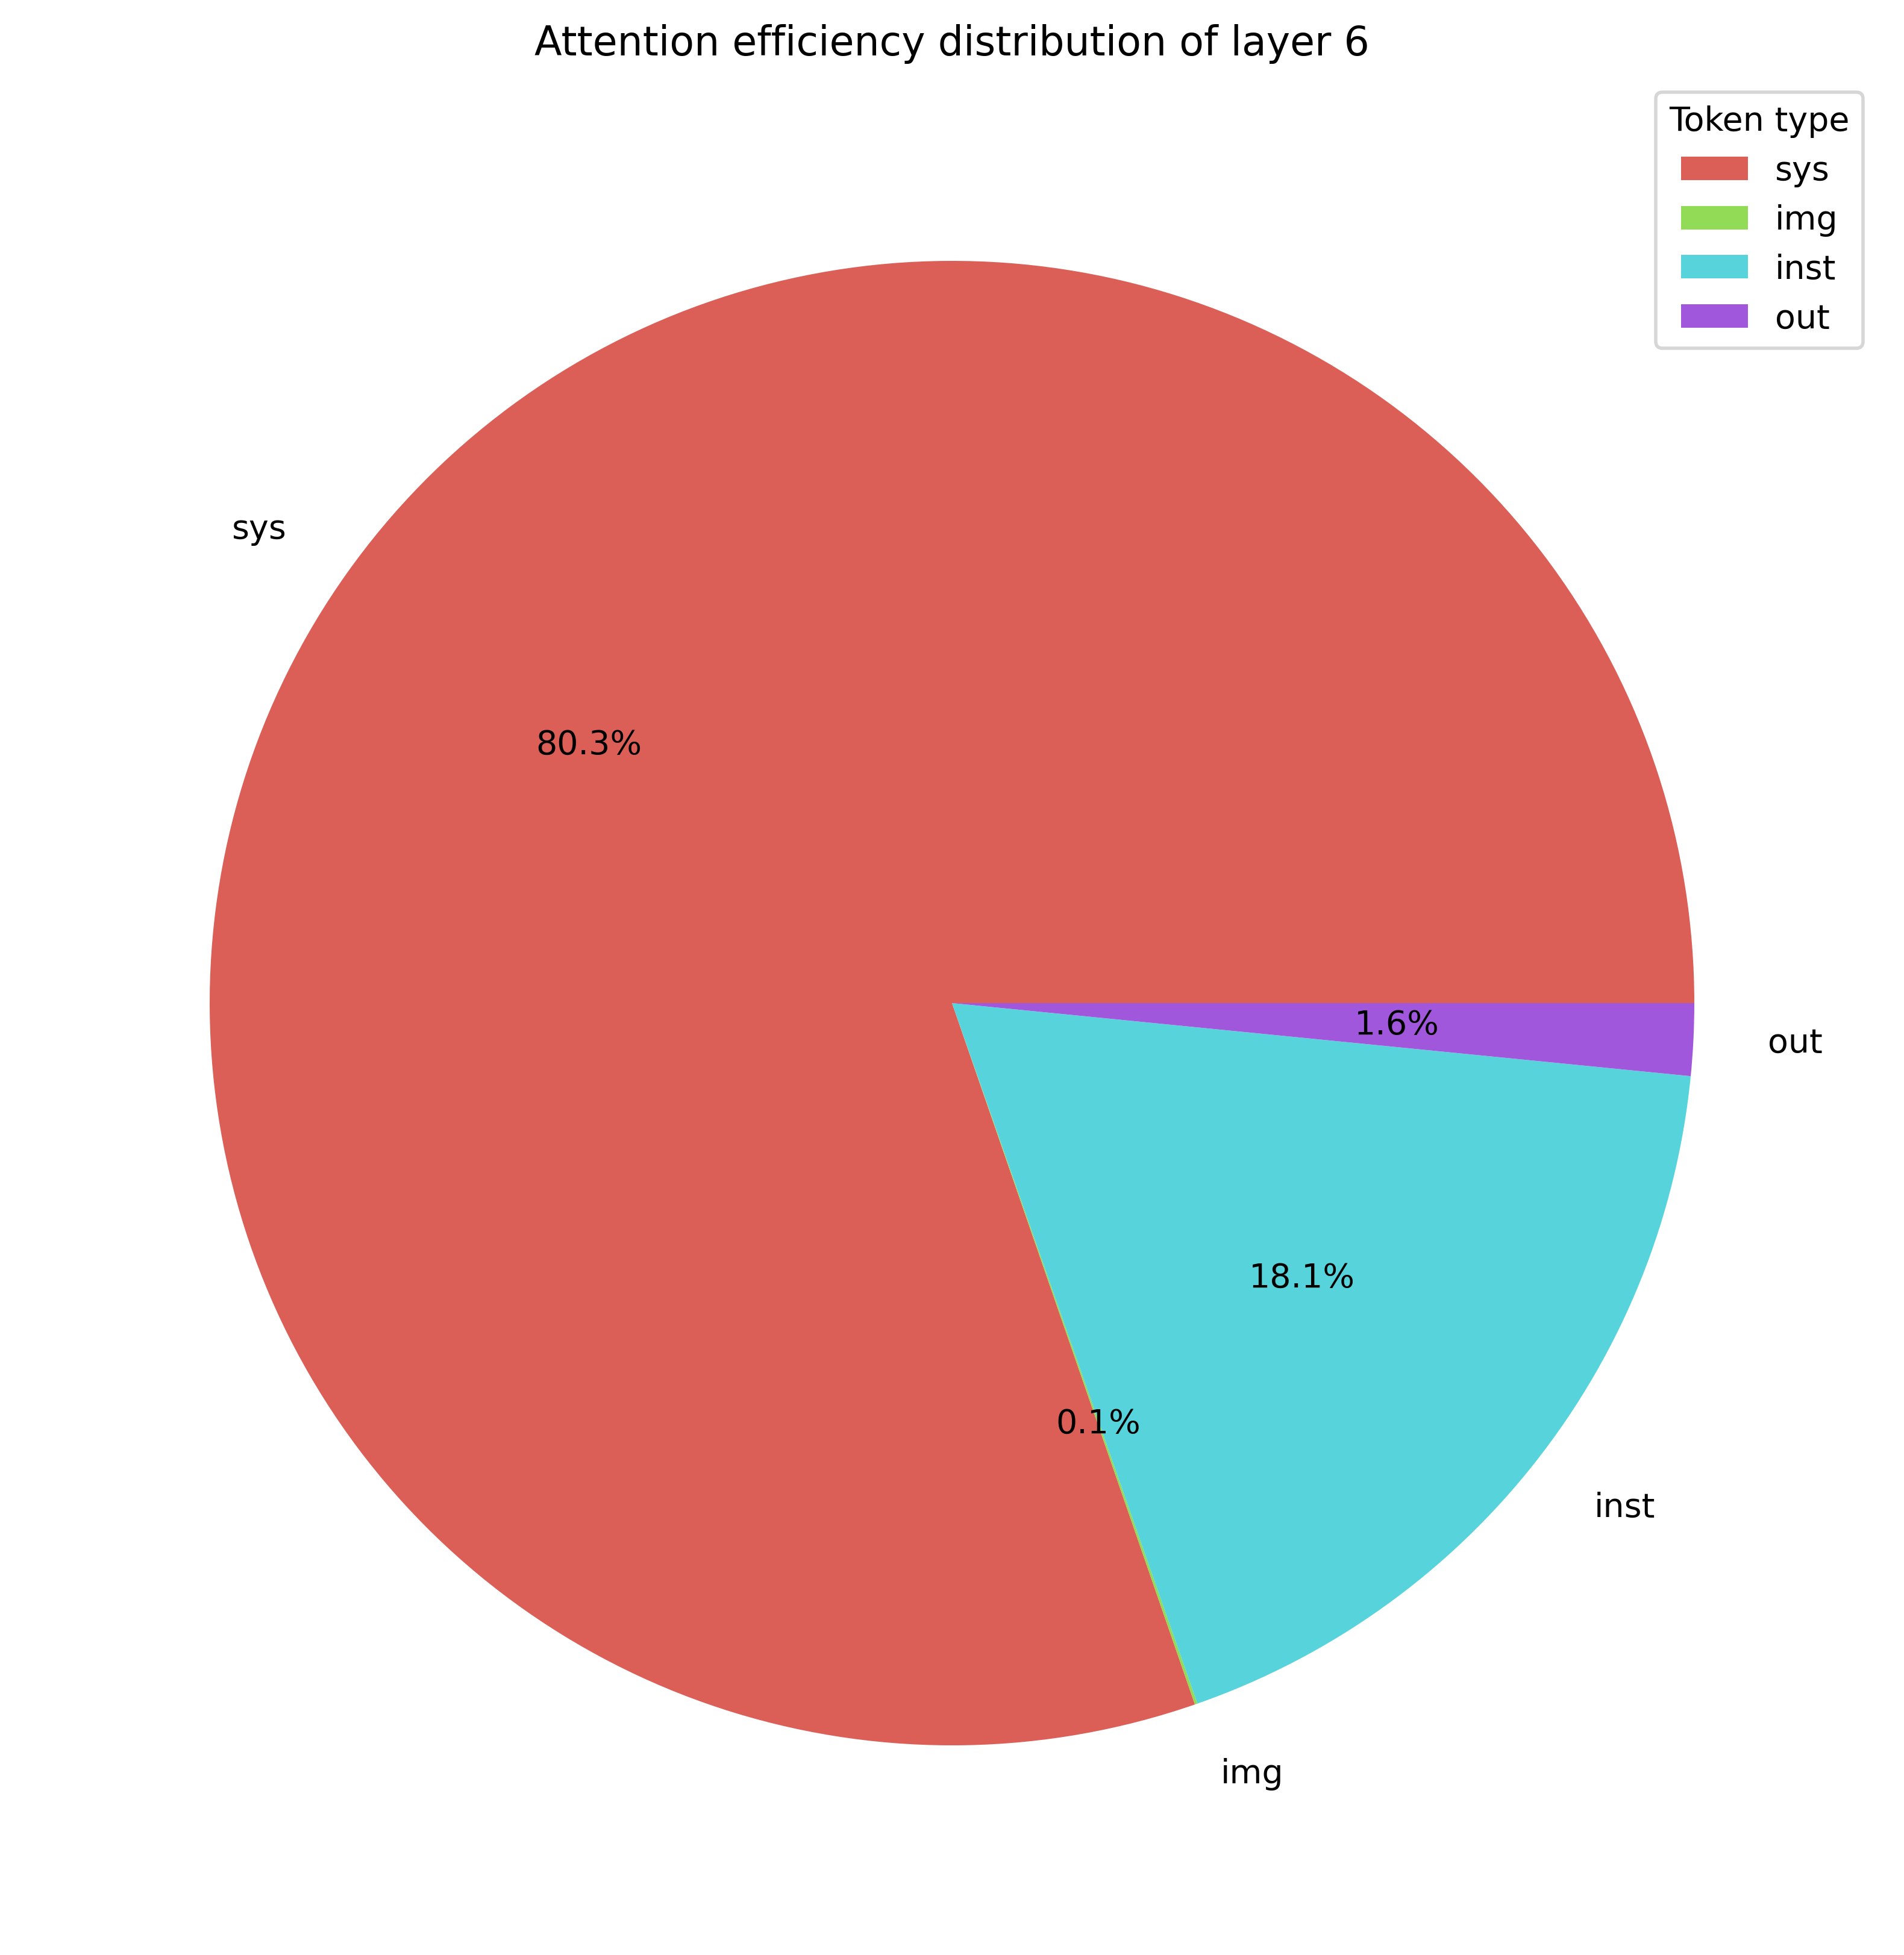 Attention efficiency distribution of layer 6
Token type
sys
img
inst
out
sys
80.3%
1.6%
out
18.1%
0.1%
inst
img